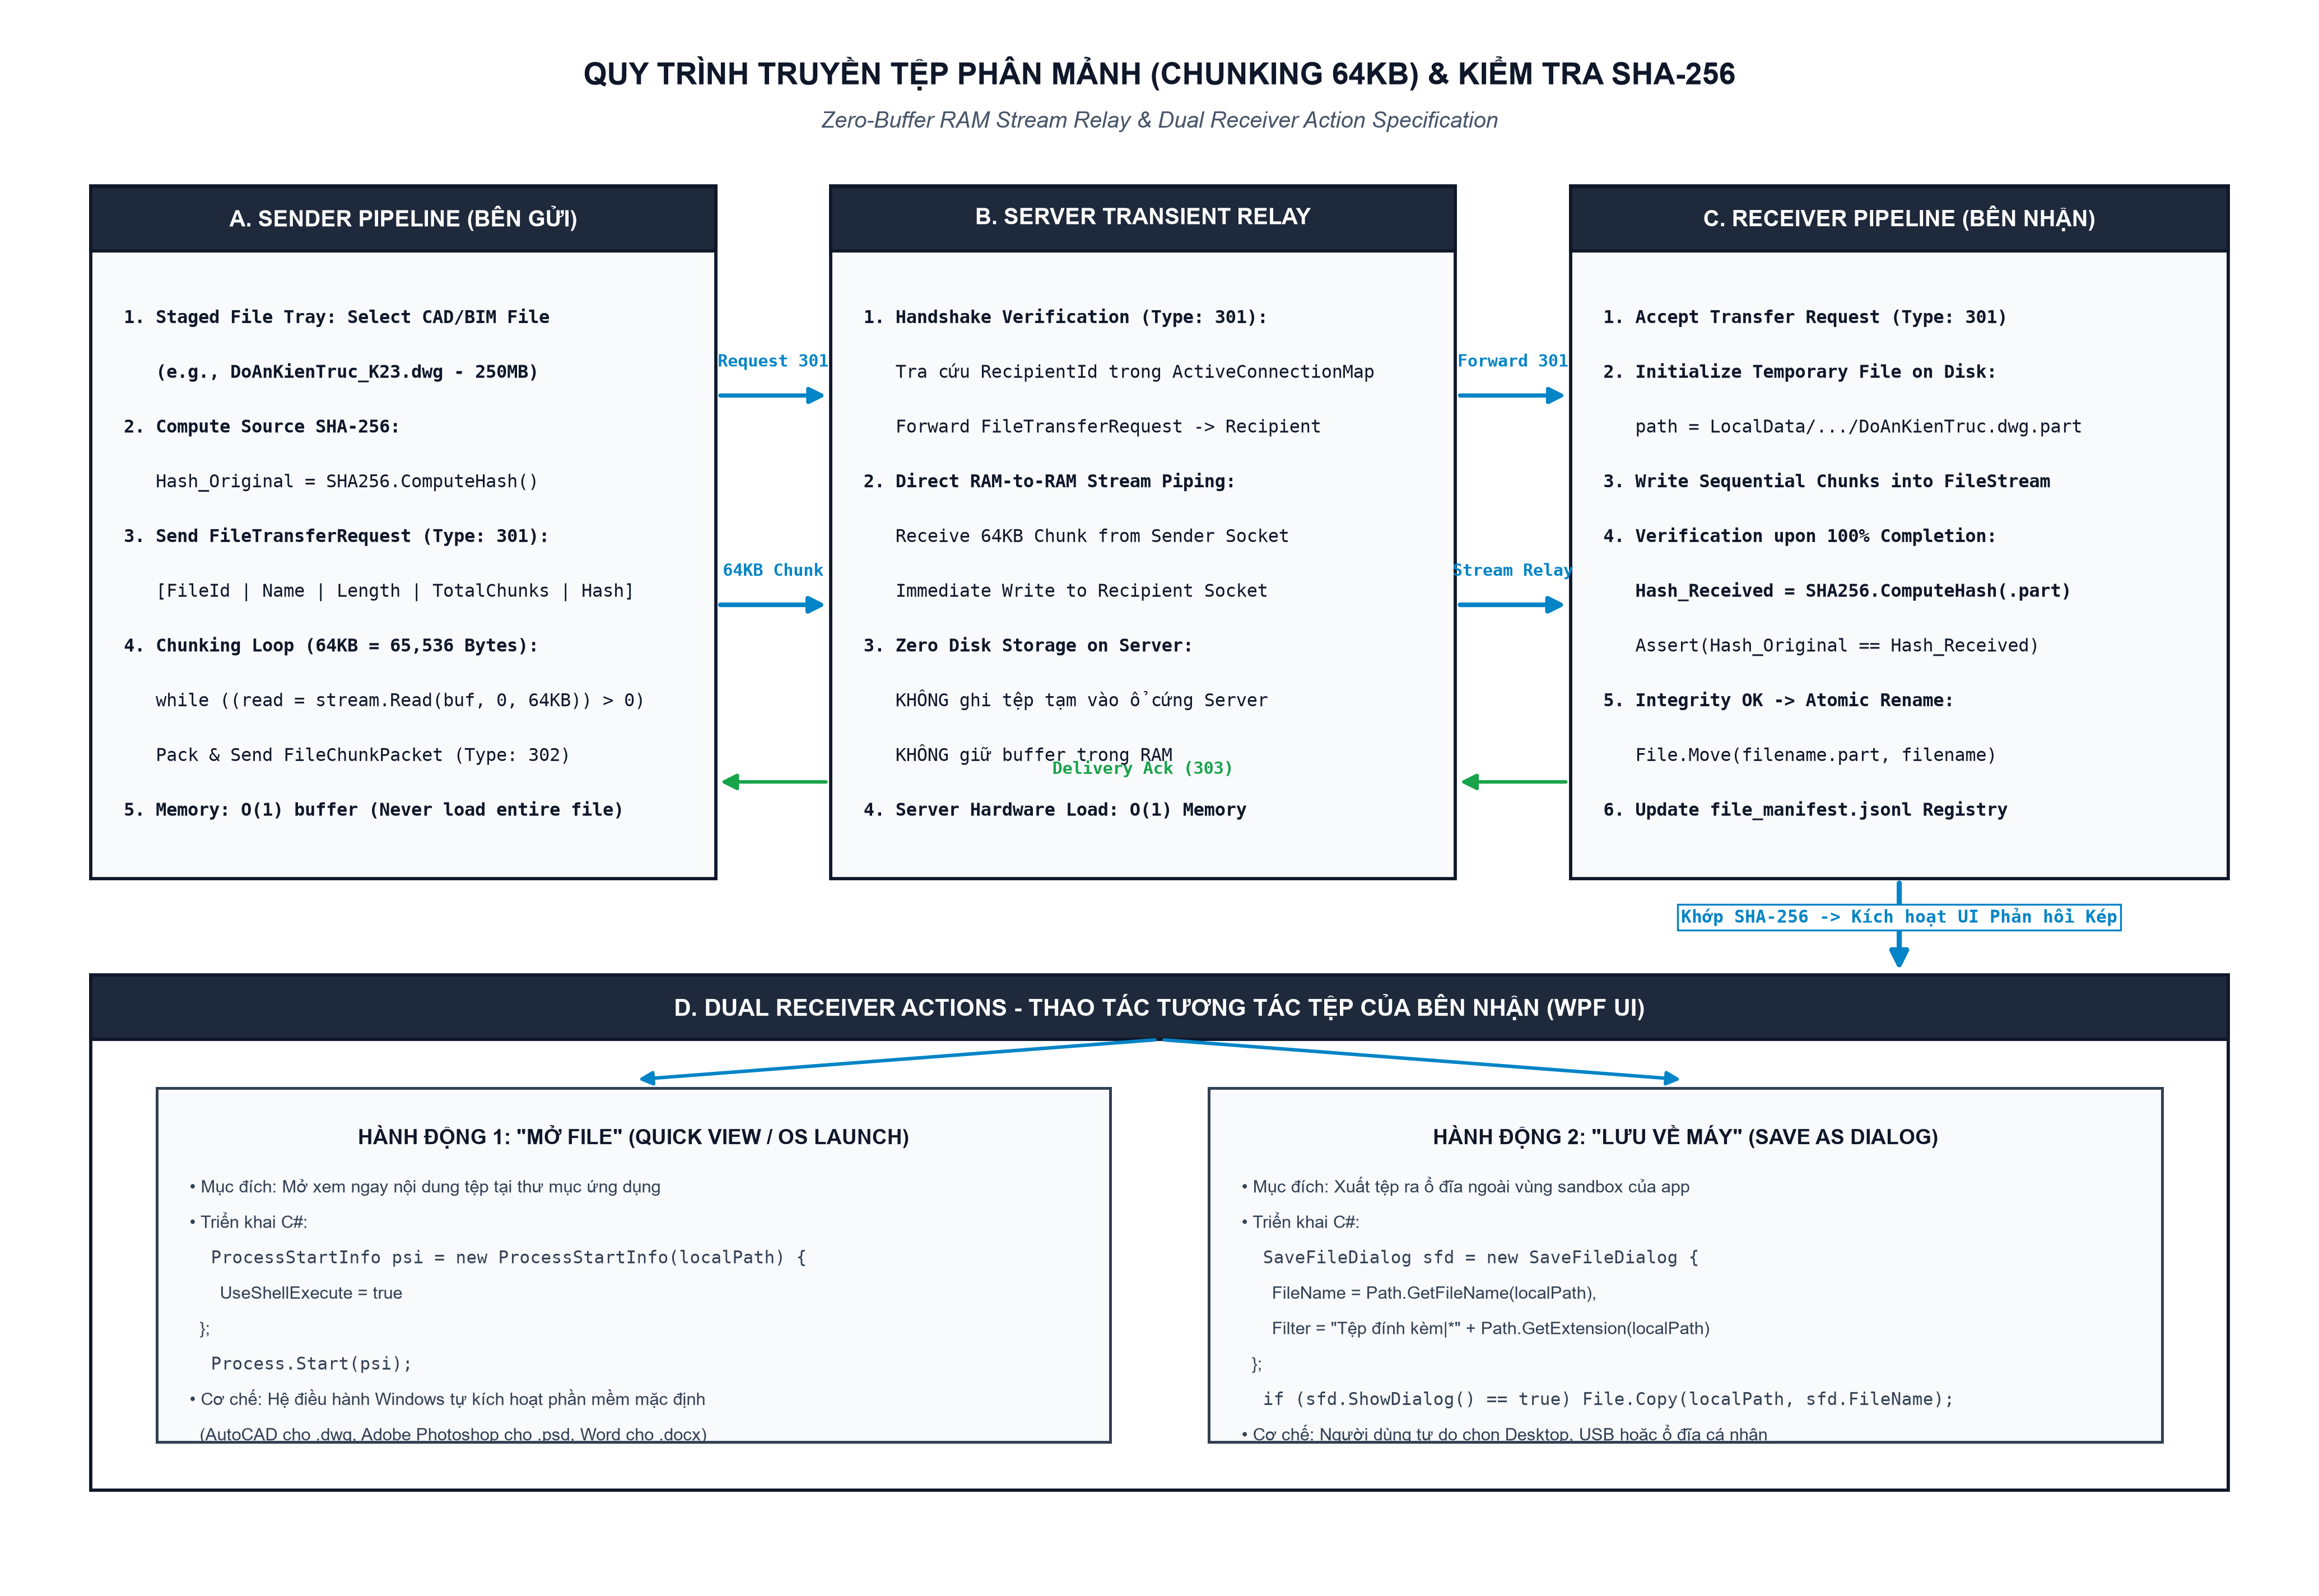 QUY TRÌNH TRUYỀN TỆP PHÂN MẢNH (CHUNKING 64KB) & KIỂM TRA SHA-256
Zero-Buffer RAM Stream Relay & Dual Receiver Action Specification
A. SENDER PIPELINE (BÊN GỬI)
1. Staged File Tray: Select CAD/BIM File
(e.g., DoAnKienTruc_K23.dwg - 250MB)
2. Compute Source SHA-256:
Hash_Original = SHA256.ComputeHash()
3. Send FileTransferRequest (Type: 301):
[FileId | Name | Length | TotalChunks | Hash]
4. Chunking Loop (64KB = 65,536 Bytes):
while ((read = stream.Read(buf, 0, 64KB)) > 0)
Pack & Send FileChunkPacket (Type: 302)
5. Memory: O(1) buffer (Never load entire file)
Request 301
64KB Chunk
B. SERVER TRANSIENT RELAY
1. Handshake Verification (Type: 301):
Tra cứu RecipientId trong ActiveConnectionMap
Forward FileTransferRequest -> Recipient
2. Direct RAM-to-RAM Stream Piping:
Receive 64KB Chunk from Sender Socket
Immediate Write to Recipient Socket
3. Zero Disk Storage on Server:
KHÔNG ghi tệp tạm vào ổ cứng Server
KHÔNG giữ buffer trong RAM
Delivery Ack (303)
4. Server Hardware Load: O(1) Memory
Forward 301
Stream Relay
C. RECEIVER PIPELINE (BÊN NHẬN)
1. Accept Transfer Request (Type: 301)
2. Initialize Temporary File on Disk:
path = LocalData/.../DoAnKienTruc.dwg.part
3. Write Sequential Chunks into FileStream
4. Verification upon 100% Completion:
Hash_Received = SHA256.ComputeHash(.part)
Assert(Hash_Original == Hash_Received)
5. Integrity OK -> Atomic Rename:
File.Move(filename.part, filename)
6. Update file_manifest.jsonl Registry
Khớp SHA-256 -> Kích hoạt UI Phản hồi Kép
D. DUAL RECEIVER ACTIONS - THAO TÁC TƯƠNG TÁC TỆP CỦA BÊN NHẬN (WPF UI)
HÀNH ĐỘNG 1: "MỞ FILE" (QUICK VIEW / OS LAUNCH)
• Mục đích: Mở xem ngay nội dung tệp tại thư mục ứng dụng
• Triển khai C#:
ProcessStartInfo psi = new ProcessStartInfo(localPath) {
UseShellExecute = true
};
Process.Start(psi);
• Cơ chế: Hệ điều hành Windows tự kích hoạt phần mềm mặc định
(AutoCAD cho .dwg, Adobe Photoshop cho .psd, Word cho .docx)
HÀNH ĐỘNG 2: "LƯU VỀ MÁY" (SAVE AS DIALOG)
• Mục đích: Xuất tệp ra ổ đĩa ngoài vùng sandbox của app
• Triển khai C#:
SaveFileDialog sfd = new SaveFileDialog {
FileName = Path.GetFileName(localPath),
Filter = "Tệp đính kèm|*" + Path.GetExtension(localPath)
};
if (sfd.ShowDialog() == true) File.Copy(localPath, sfd.FileName);
• Cơ chế: Người dùng tự do chọn Desktop, USB hoặc ổ đĩa cá nhân